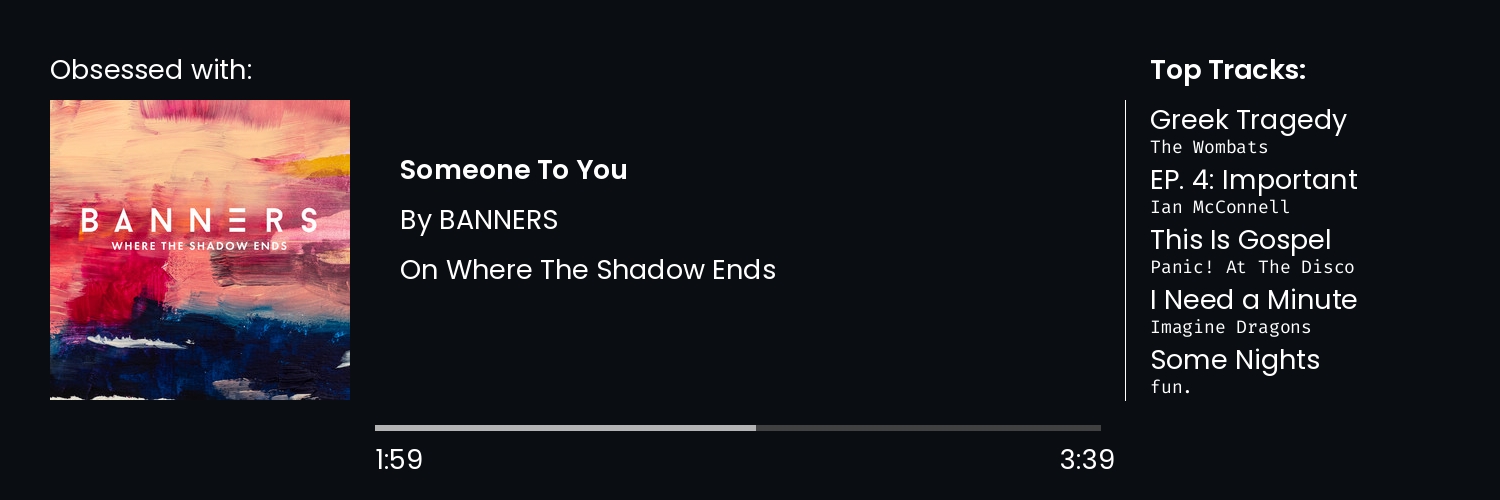 Obsessed with:
BANNERS
WHERE THE SHADOW ENDS
Someone To You
By BANNERS
On Where The Shadow Ends
1:59
3:39
Top Tracks:
Greek Tragedy
The Wombats
EP. 4: Important
Ian McConnell
This Is Gospel
Panic! At The Disco
I Need a Minute
Imagine Dragons
Some Nights
fun.